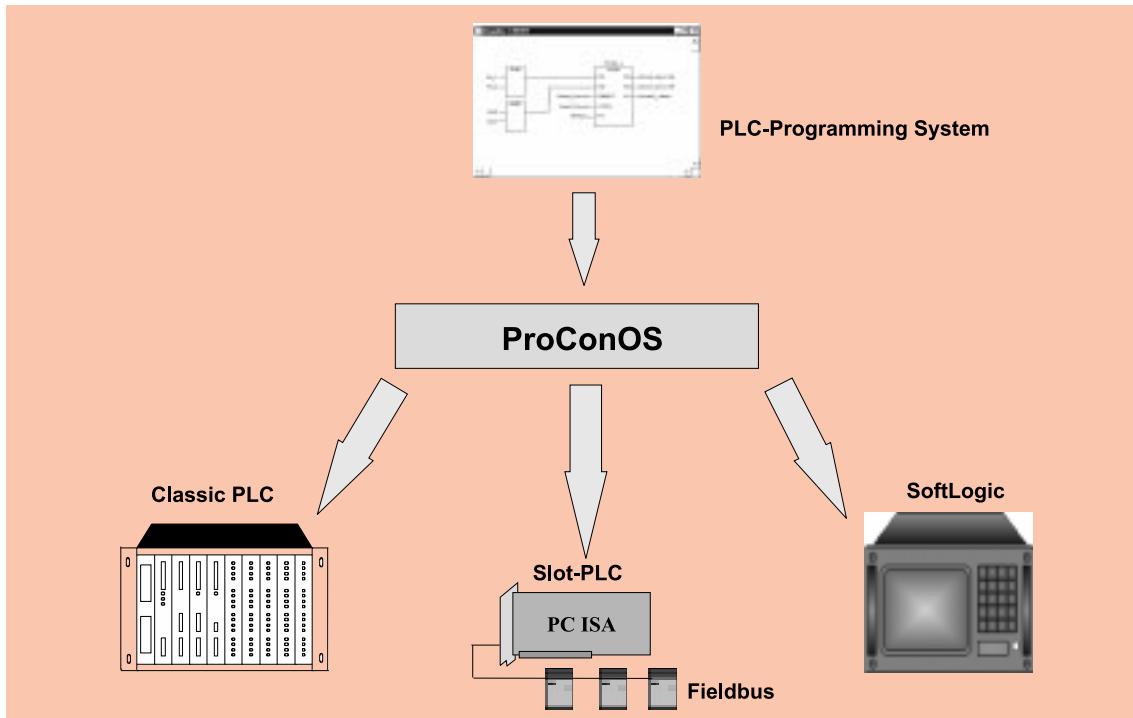 PLC-Programming System
ProConOS
Classic PLC
SoftLogic
Slot-PLC
PC ISA
Fieldbus